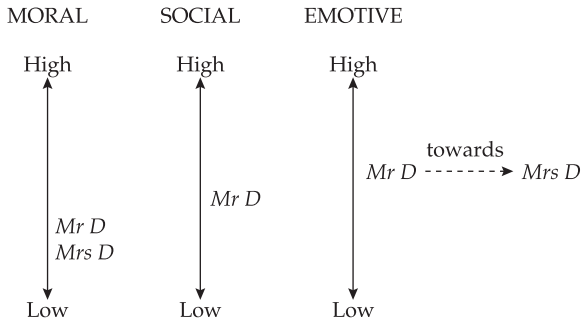 MORAL SOCIAL EMOTIVE
High High High
towards
Mr D Mrs D
Mr D
Mr D
Mrs D
Low Low Low